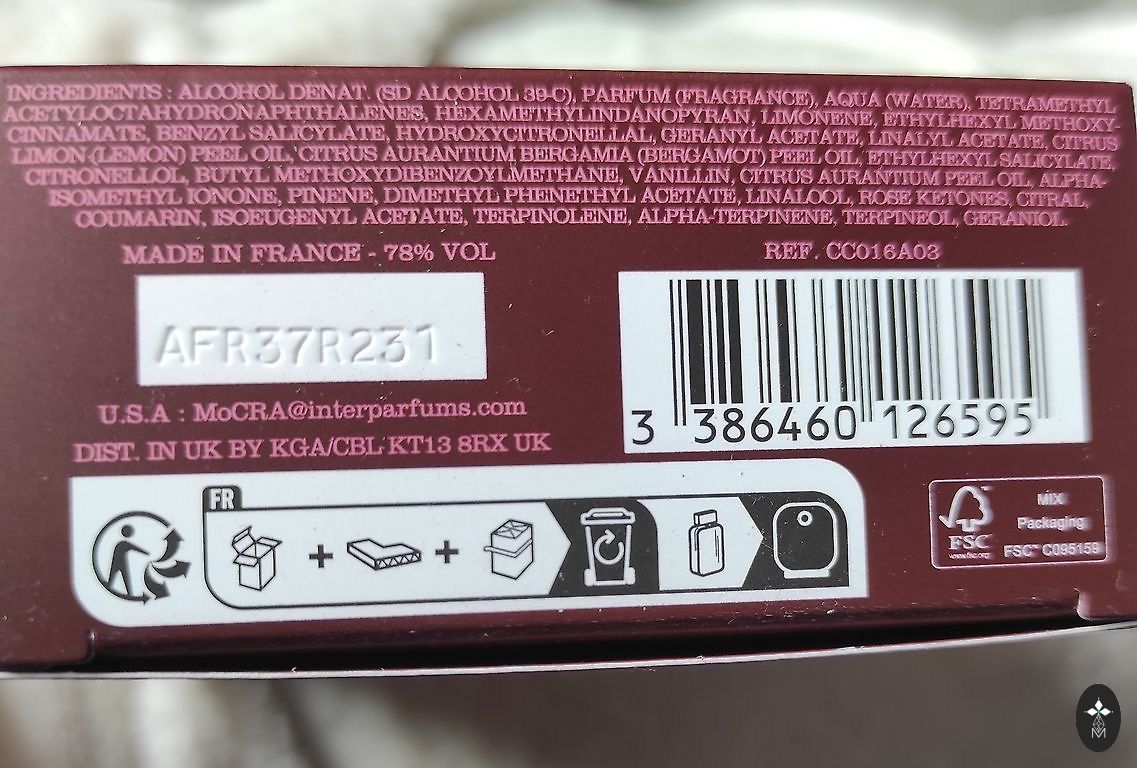 INGREDIENTS : ALCOHOL DENAT. (SD ALCOHOL 39-C), PARFUM (FRAGRANCE), AQUA (WATER), TETRAMETHYL
ACETYLOCTAHYDRONAPHTHALENES, HEXAMETHYLINDANOPYRAN, LIMONENE, ETHYLHEXYL METHOXY-
CINNAMATE, BENZYL SALICYLATE, HYDROXYCITRONELLAL, GERANYL ACETATE, LINALYL ACETATE, CITRUS
LIMON (LEMON) PEEL OIL, CITRUS AURANTIUM BERGAMIA (BERGAMOT) PEEL OIL, ETHYLHEXYL SALICYLATE,
CITRONELLOL, BUTYL METHOXYDIBENZOYLMETHANE, VANILLIN, CITRUS AURANTIUM PEEL OIL, ALPHA-
ISOMETHYL IONONE, PINENE, DIMETHYL PHENETHYL ACETATE, LINALOOL, ROSE KETONES, CITRAL,
COUMARIN, ISOEUGENYL ACETATE, TERPINOLENE, ALPHA-TERPINENE, TERPINEOL, GERANIOL.
MADE IN FRANCE - 78% VOL
REF. CC016A03
AFR37R231
3 386460 126595
U.S.A : MoCRA@interparfums.com
DIST. IN UK BY KGA/CBL KT13 8RX UK
FR
FSC
www.fsc.org
MIX
Packaging
FSC™ C095159
M